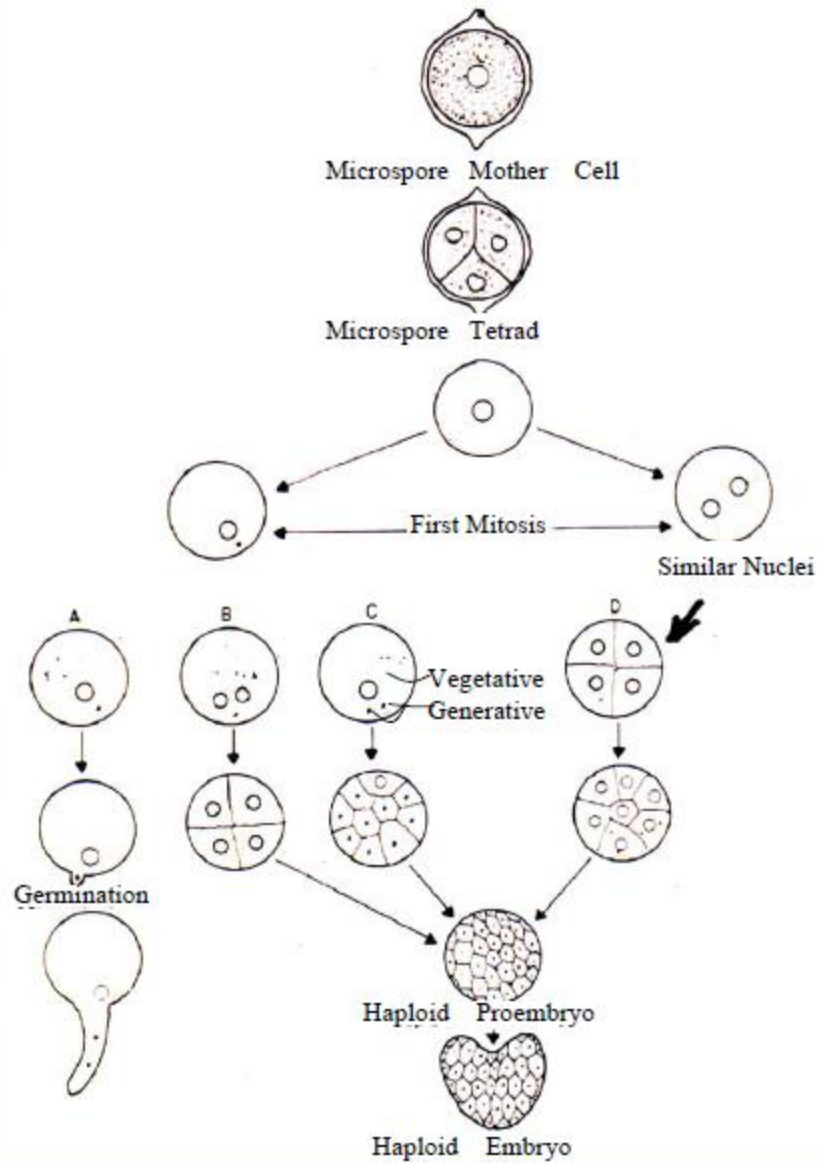 Microspore Mother Cell
Microspore Tetrad
First Mitosis
Similar Nuclei
A B C D
Vegetative
Generative
Germination
Haploid Proembryo
Haploid Embryo